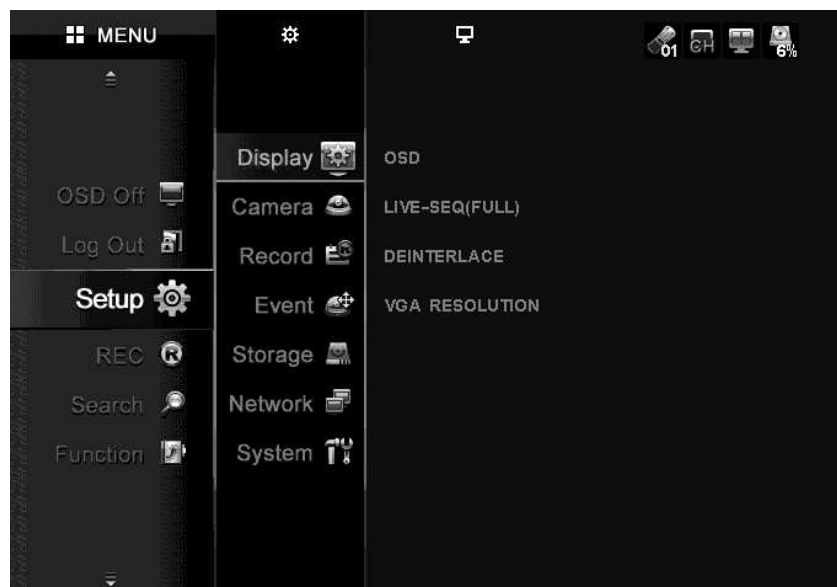 MENU
01
CH
6%
OSD Off
Log Out
Setup
REC
Search
Function
Display
Camera
Record
Event
Storage
Network
System
OSD
LIVE-SEQ(FULL)
DEINTERLACE
VGA RESOLUTION